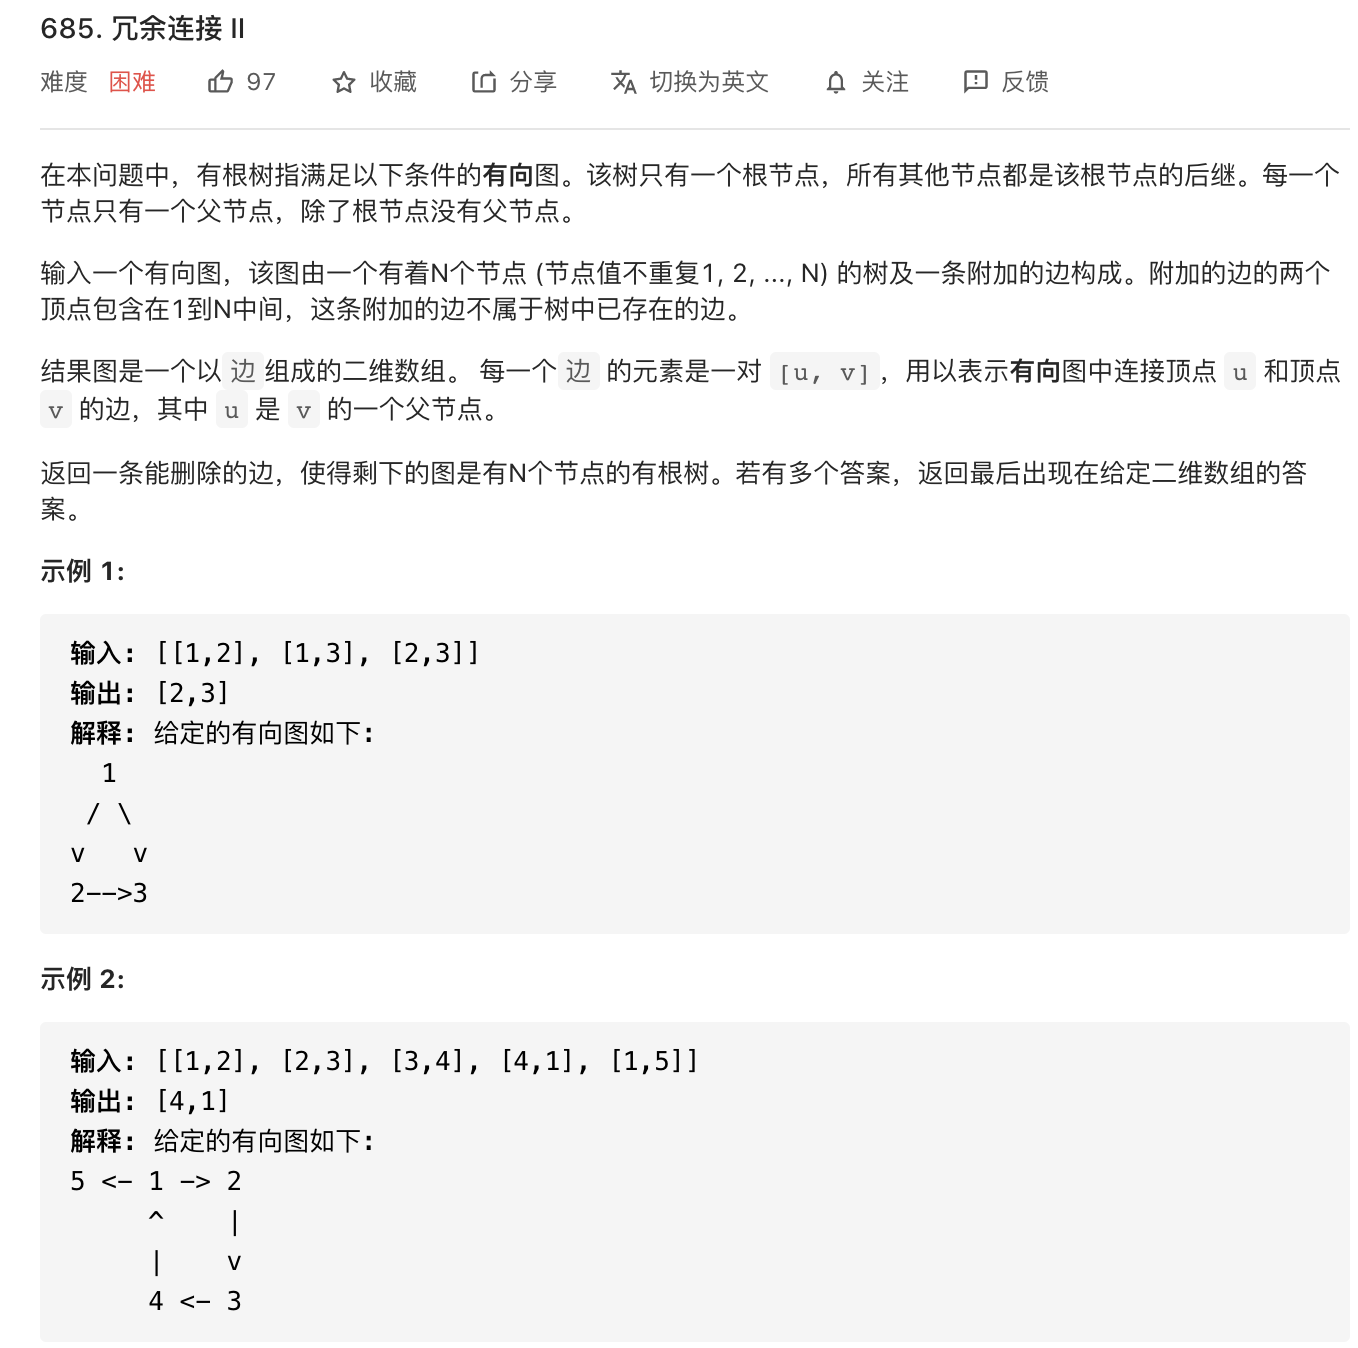 685. 冗余连接 II
难度 困难 97 收藏 分享 切换为英文 关注 反馈
在本问题中，有根树指满足以下条件的有向图。该树只有一个根节点，所有其他节点都是该根节点的后继。每一个
节点只有一个父节点，除了根节点没有父节点。
输入一个有向图，该图由一个有着N个节点 (节点值不重复1, 2, ..., N) 的树及一条附加的边构成。附加的边的两个
顶点包含在1到N中间，这条附加的边不属于树中已存在的边。
结果图是一个以 边 组成的二维数组。 每一个 边 的元素是一对 [u, v]，用以表示有向图中连接顶点 u 和顶点
v 的边，其中 u 是 v 的一个父节点。
返回一条能删除的边，使得剩下的图是有N个节点的有根树。若有多个答案，返回最后出现在给定二维数组的答
案。
示例 1:
输入: [[1,2], [1,3], [2,3]]
输出: [2,3]
解释: 给定的有向图如下:
  1
 / \
v   v
2-->3
示例 2:
输入: [[1,2], [2,3], [3,4], [4,1], [1,5]]
输出: [4,1]
解释: 给定的有向图如下:
5 <- 1 -> 2
     ^    |
     |    v
     4 <- 3